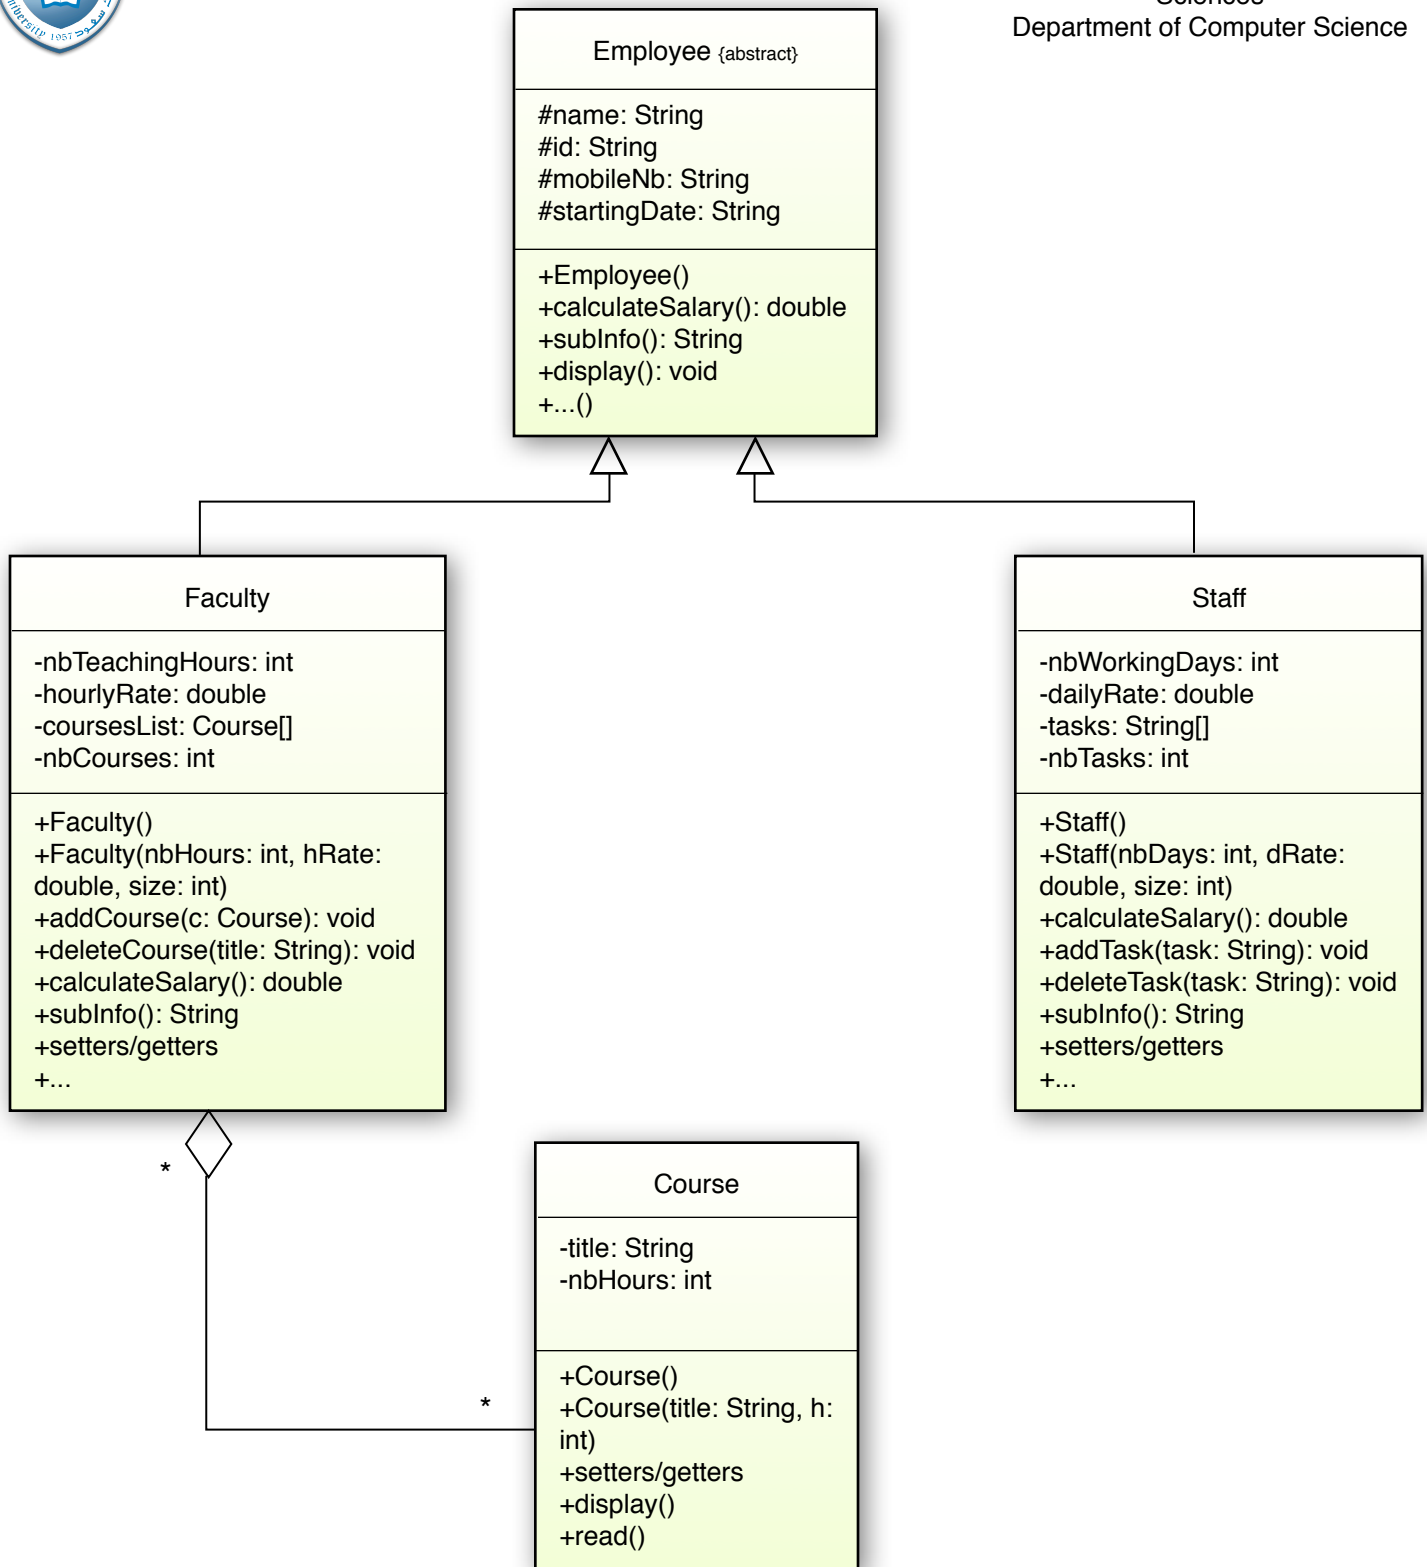 University 1957
Sciences
Department of Computer Science
Employee {abstract}
#name: String
#id: String
#mobileNb: String
#startingDate: String
+Employee()
+calculateSalary(): double
+subInfo(): String
+display(): void
+...()
Faculty
-nbTeachingHours: int
-hourlyRate: double
-coursesList: Course[]
-nbCourses: int
+Faculty()
+Faculty(nbHours: int, hRate:
double, size: int)
+addCourse(c: Course): void
+deleteCourse(title: String): void
+calculateSalary(): double
+subInfo(): String
+setters/getters
+...
Staff
-nbWorkingDays: int
-dailyRate: double
-tasks: String[]
-nbTasks: int
+Staff()
+Staff(nbDays: int, dRate:
double, size: int)
+calculateSalary(): double
+addTask(task: String): void
+deleteTask(task: String): void
+subInfo(): String
+setters/getters
+...
*
*
Course
-title: String
-nbHours: int
+Course()
+Course(title: String, h:
int)
+setters/getters
+display()
+read()